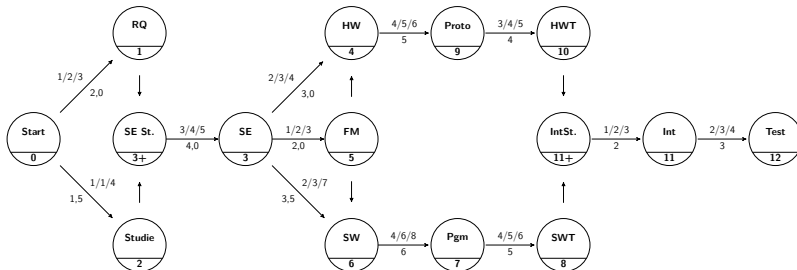 RQ
1
HW
4
4/5/6
5
Proto
9
3/4/5
4
HWT
10
1/2/3
2,0
2/3/4
3,0
Start
0
SE St.
3+
3/4/5
4,0
SE
3
1/2/3
2,0
FM
5
IntSt.
11+
1/2/3
2
Int
11
2/3/4
3
Test
12
1/1/4
1,5
2/3/7
3,5
Studie
2
SW
6
4/6/8
6
Pgm
7
4/5/6
5
SWT
8